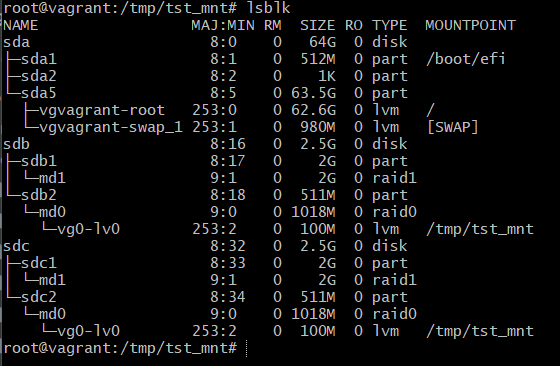 root@vagrant:/tmp/tst_mnt# lsblk
NAME                 MAJ:MIN RM  SIZE RO TYPE  MOUNTPOINT
sda                    8:0    0   64G  0 disk
├─sda1                 8:1    0  512M  0 part  /boot/efi
├─sda2                 8:2    0    1K  0 part
└─sda5                 8:5    0 63.5G  0 part
  ├─vgvagrant-root   253:0    0 62.6G  0 lvm   /
  └─vgvagrant-swap_1 253:1    0  980M  0 lvm   [SWAP]
sdb                    8:16   0  2.5G  0 disk
├─sdb1                 8:17   0    2G  0 part
│ └─md1                9:1    0    2G  0 raid1
└─sdb2                 8:18   0  511M  0 part
  └─md0                9:0    0 1018M  0 raid0
    └─vg0-lv0        253:2    0  100M  0 lvm   /tmp/tst_mnt
sdc                    8:32   0  2.5G  0 disk
├─sdc1                 8:33   0    2G  0 part
│ └─md1                9:1    0    2G  0 raid1
└─sdc2                 8:34   0  511M  0 part
  └─md0                9:0    0 1018M  0 raid0
    └─vg0-lv0        253:2    0  100M  0 lvm   /tmp/tst_mnt
root@vagrant:/tmp/tst_mnt#